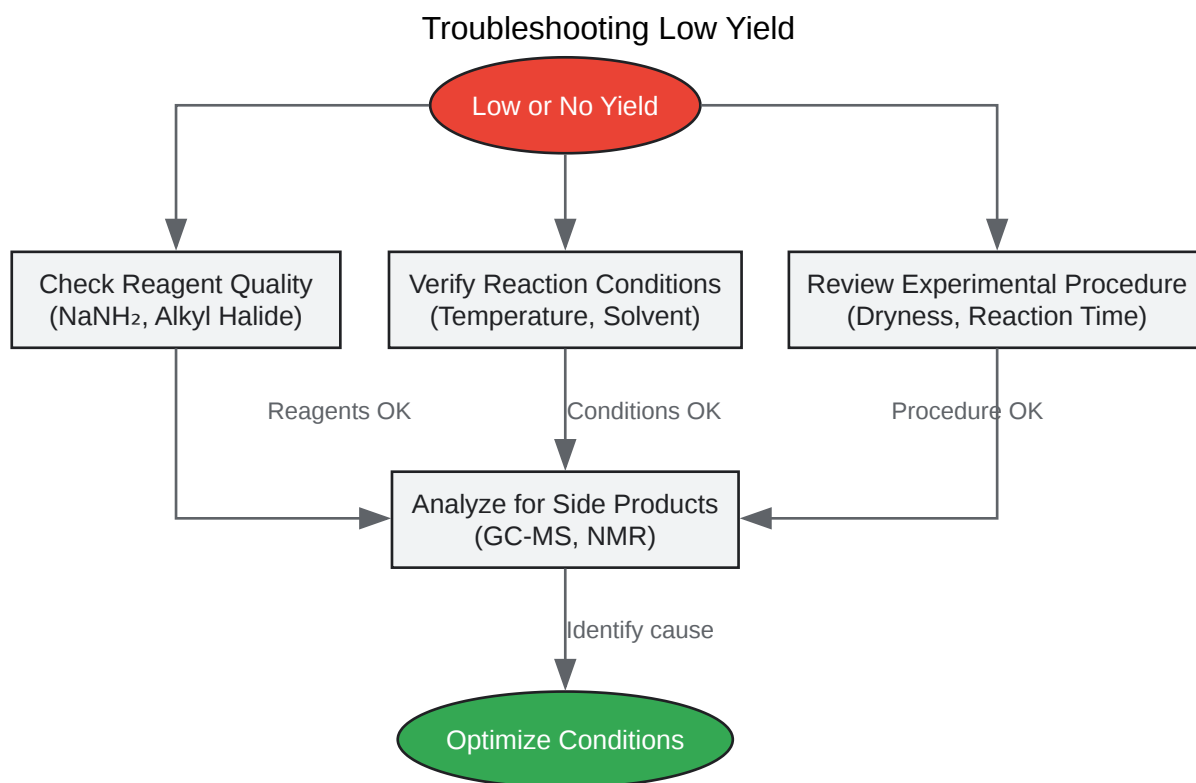 Troubleshooting Low Yield
Low or No Yield
Check Reagent Quality
(NaNH₂, Alkyl Halide)
Verify Reaction Conditions
(Temperature, Solvent)
Review Experimental Procedure
(Dryness, Reaction Time)
Reagents OK
Conditions OK
Procedure OK
Analyze for Side Products
(GC-MS, NMR)
Identify cause
Optimize Conditions